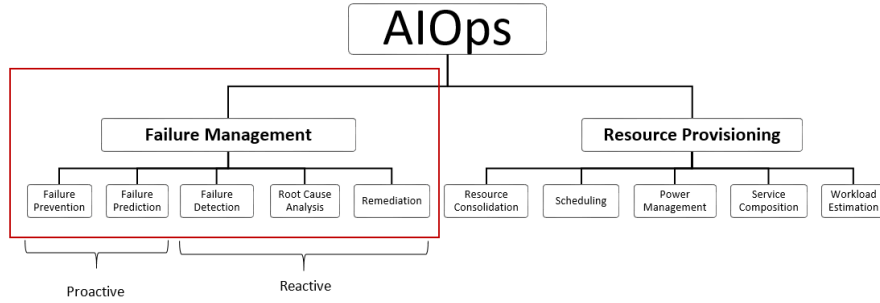 AIOps
Failure Management
Resource Provisioning
Failure
Prevention
Failure
Prediction
Failure
Detection
Root Cause
Analysis
Remediation
Resource
Consolidation
Scheduling
Power
Management
Service
Composition
Workload
Estimation
Proactive
Reactive